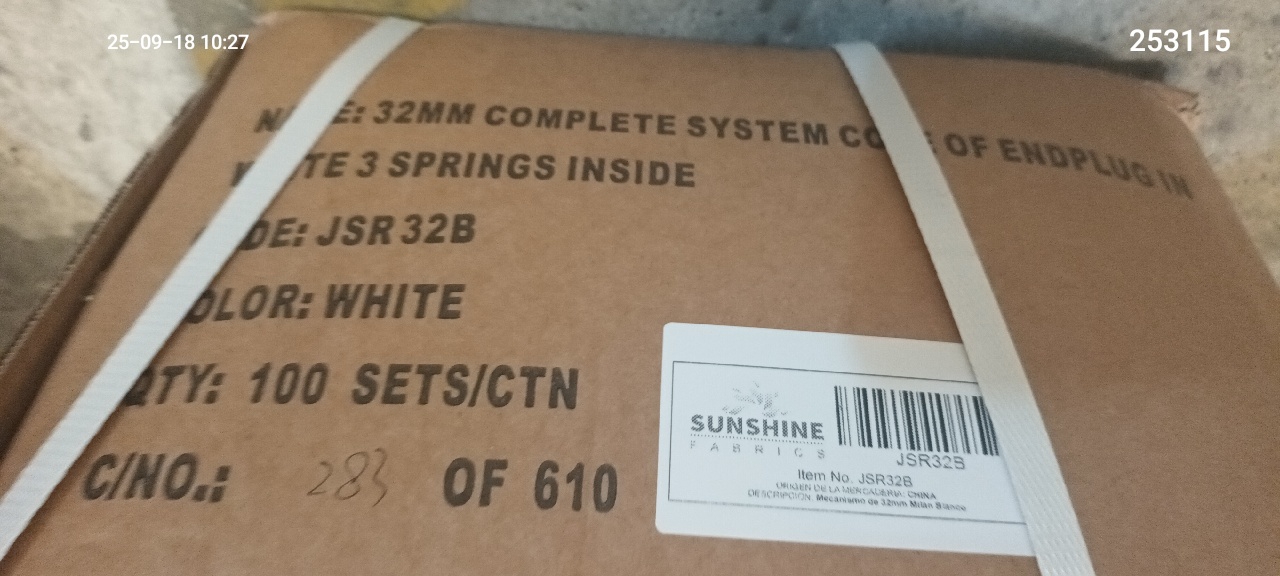 25-09-18 10:27
253115
E: 32MM COMPLETE SYSTEM CO E OF ENDPLUG IN
TE 3 SPRINGS INSIDE
DE: JSR 32B
OLOR: WHITE
QTY: 100 SETS/CTN
C/NO.: 283 OF 610
SUNSHINE
FABRICS
JSR32B
Item No. JSR32B
ORIGEN DE LA MERCADERIA: CHINA
DESCRIPCION: Mecanismo de 32mm Milan Blanco